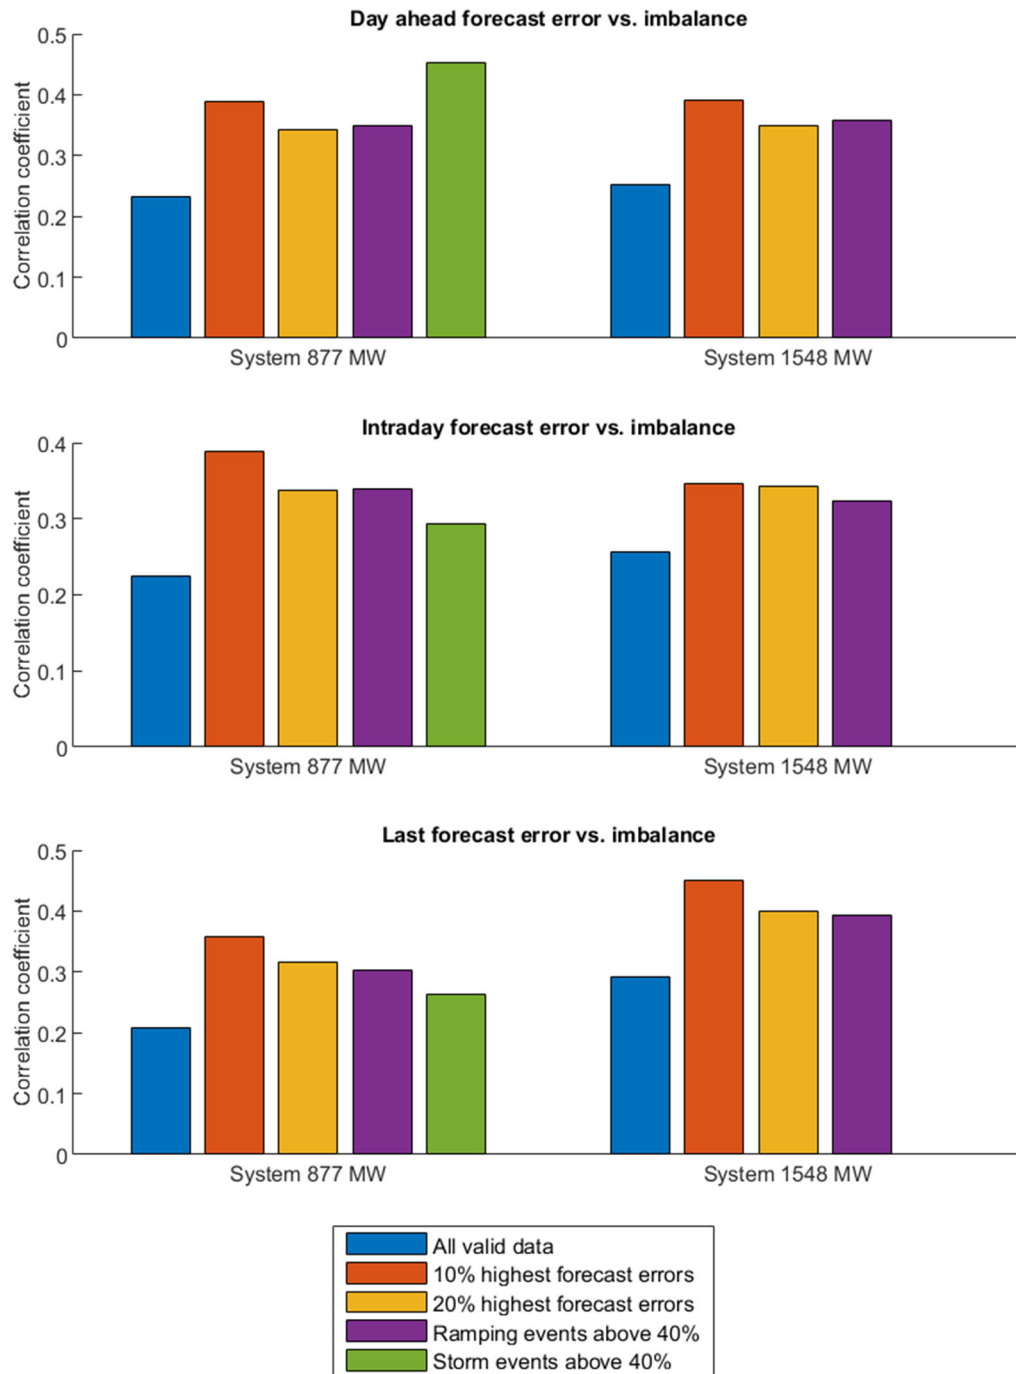 Day ahead forecast error vs. imbalance
Correlation coefficient
0.5
0.4
0.3
0.2
0.1
0
System 877 MW
System 1548 MW
Intraday forecast error vs. imbalance
Correlation coefficient
0.4
0.3
0.2
0.1
0
System 877 MW
System 1548 MW
Last forecast error vs. imbalance
Correlation coefficient
0.5
0.4
0.3
0.2
0.1
0
System 877 MW
System 1548 MW
All valid data
10% highest forecast errors
20% highest forecast errors
Ramping events above 40%
Storm events above 40%